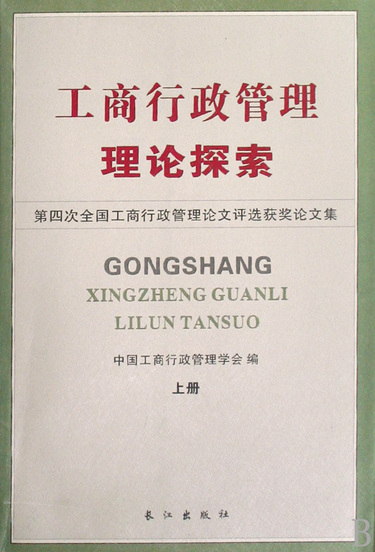 工商行政管理
理论探索
第四次全国工商行政管理论文评选获奖论文集
GONGSHANG
XINGZHENG GUANLI
LILUN TANSUO
中国工商行政管理学会 编
上册
长江出版社
B